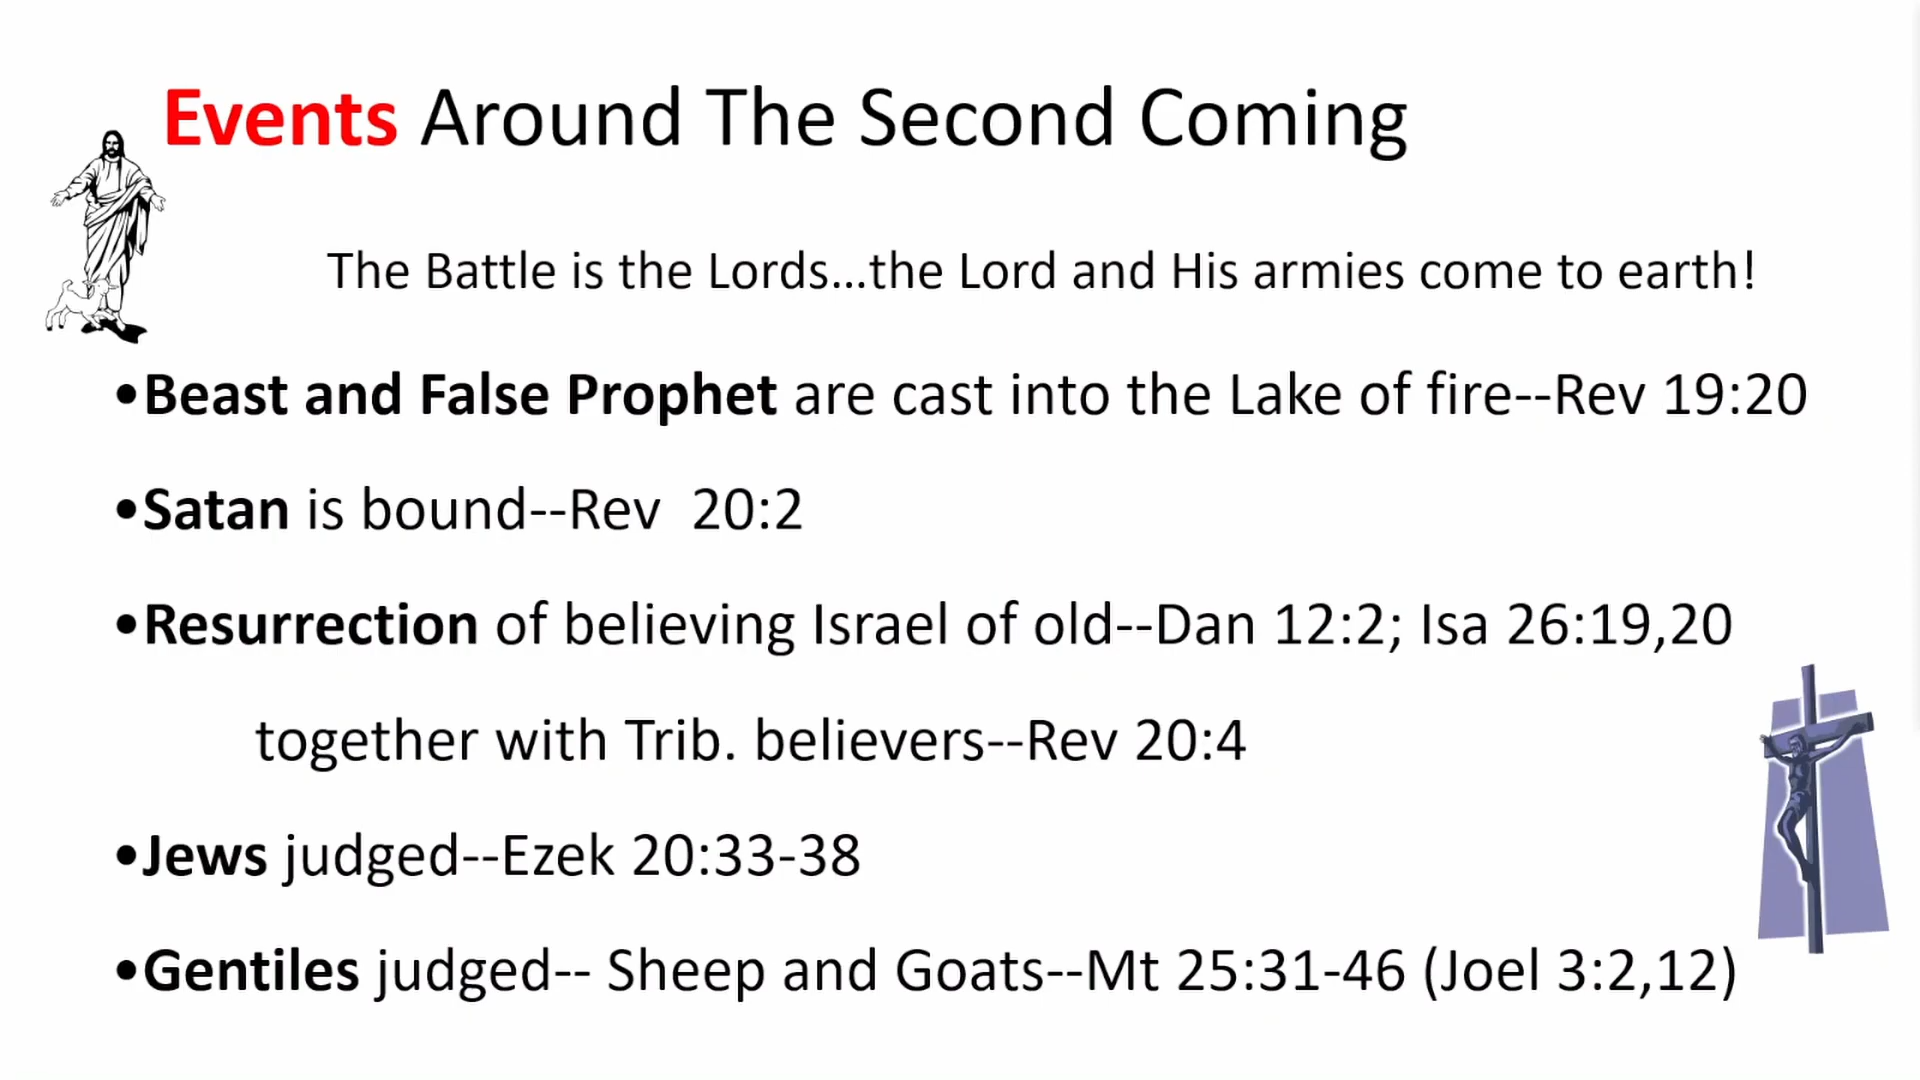 Events Around The Second Coming
The Battle is the Lords...the Lord and His armies come to earth!
•Beast and False Prophet are cast into the Lake of fire--Rev 19:20
•Satan is bound--Rev  20:2
•Resurrection of believing Israel of old--Dan 12:2; Isa 26:19,20
together with Trib. believers--Rev 20:4
•Jews judged--Ezek 20:33-38
•Gentiles judged-- Sheep and Goats--Mt 25:31-46 (Joel 3:2,12)